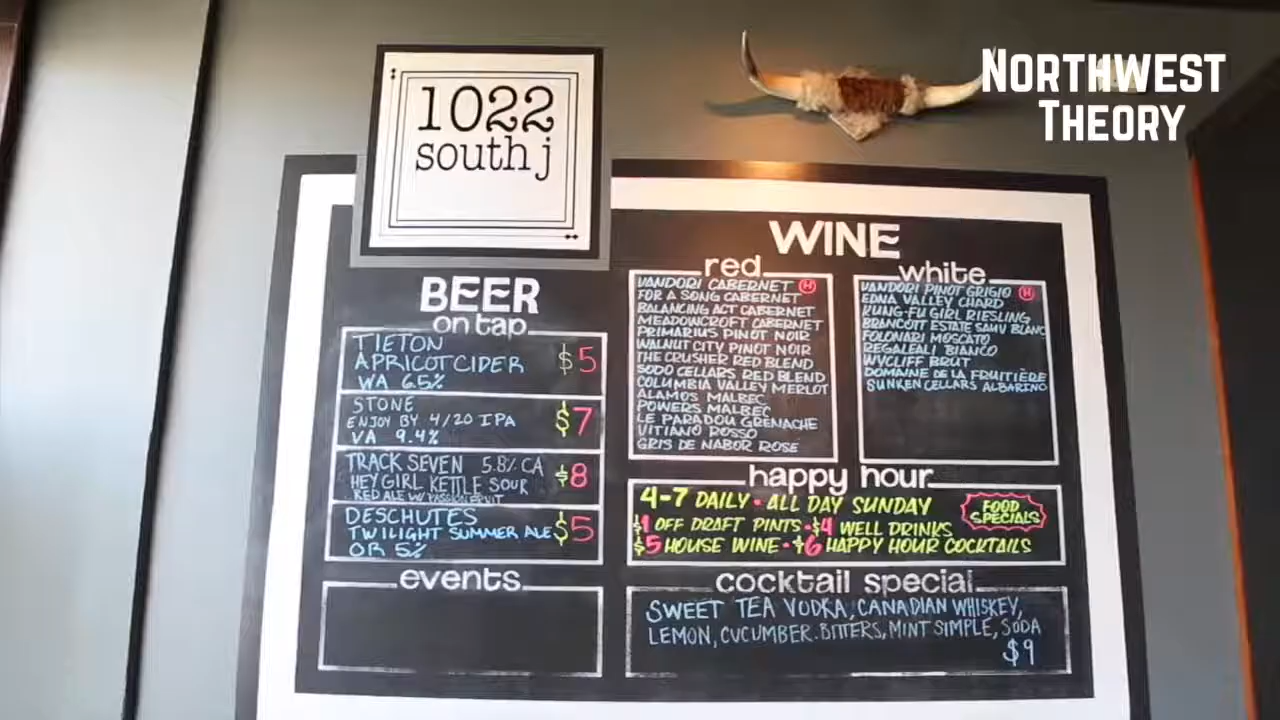 NORTHWEST
THEORY
1022
south j
BEER
on tap
TIETON
APRICOT CIDER
WA 6.5%
$5
STONE
ENJOY BY 4/20 IPA
VA 9.4%
$7
TRACK SEVEN 5.8% CA
HEY GIRL KETTLE SOUR
RED ALE W/ PASSIONFRUIT
$8
DESCHUTES
TWILIGHT SUMMER ALE
OR 5%
$5
events
WINE
red
VANDORI CABERNET H
FOR A SONG CABERNET
BALANCING ACT CABERNET
MEADOWCROFT CABERNET
PRIMARIUS PINOT NOIR
WALNUT CITY PINOT NOIR
THE CRUSHER RED BLEND
SODO CELLARS RED BLEND
COLUMBIA VALLEY MERLOT
ALAMOS MALBEC
POWERS MALBEC
LE PARADOU GRENACHE
VITIANO ROSSO
GRIS DE NABOR ROSE
white
VANDORI PINOT GRIGIO H
EDNA VALLEY CHARD
KUNG-FU GIRL RIESLING
BRANCOTT ESTATE SAUV BLANC
FOLONARI MOSCATO
REGALEALI BIANCO
WYCLIFF BRUT
DOMAINE DE LA FRUITIÈRE
SUNKEN CELLARS ALBARINO
happy hour
4-7 DAILY • ALL DAY SUNDAY
FOOD
SPECIALS
$1 OFF DRAFT PINTS • $4 WELL DRINKS
$5 HOUSE WINE • $6 HAPPY HOUR COCKTAILS
cocktail special
SWEET TEA VODKA, CANADIAN WHISKEY,
LEMON, CUCUMBER BITTERS, MINT SIMPLE, SODA
$9